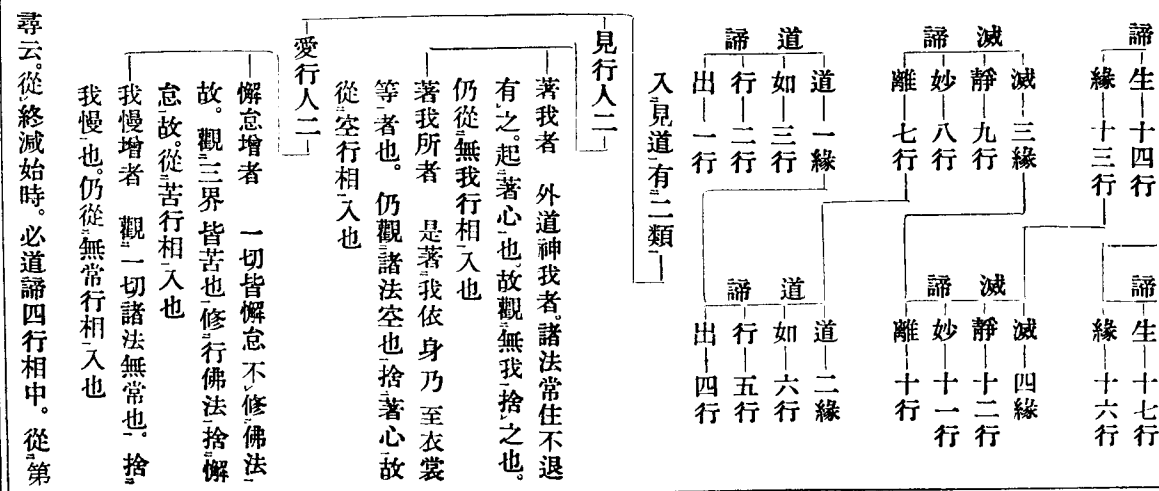 諦
生―十四行
緣―十三行
滅諦
滅―三緣
靜―九行
妙―八行
離―七行
道諦
道―一緣
如―三行
行―二行
出―一行
諦
生―十七行
緣―十六行
滅諦
滅―四緣
靜―十二行
妙―十一行
離―十行
道諦
道―二緣
如―六行
行―五行
出―四行
入見道有二類
見行人二
著我者 外道神我者。諸法常住不退
有レ之。起著心也故觀無我捨レ之也。
仍從無我行相入也
著我所者 是著我依身乃至衣裳
等者也。仍觀諸法空也捨著心故
從空行相入也
愛行人二
懈怠增者 一切皆懈怠不レ修佛法
故。觀三界皆苦也修行佛法捨懈
怠故。從苦行相入也
我慢增者 觀一切諸法無常也。捨
我慢也。仍從無常行相入也
尋云。從レ終減始時。必道諦四行相中。從第